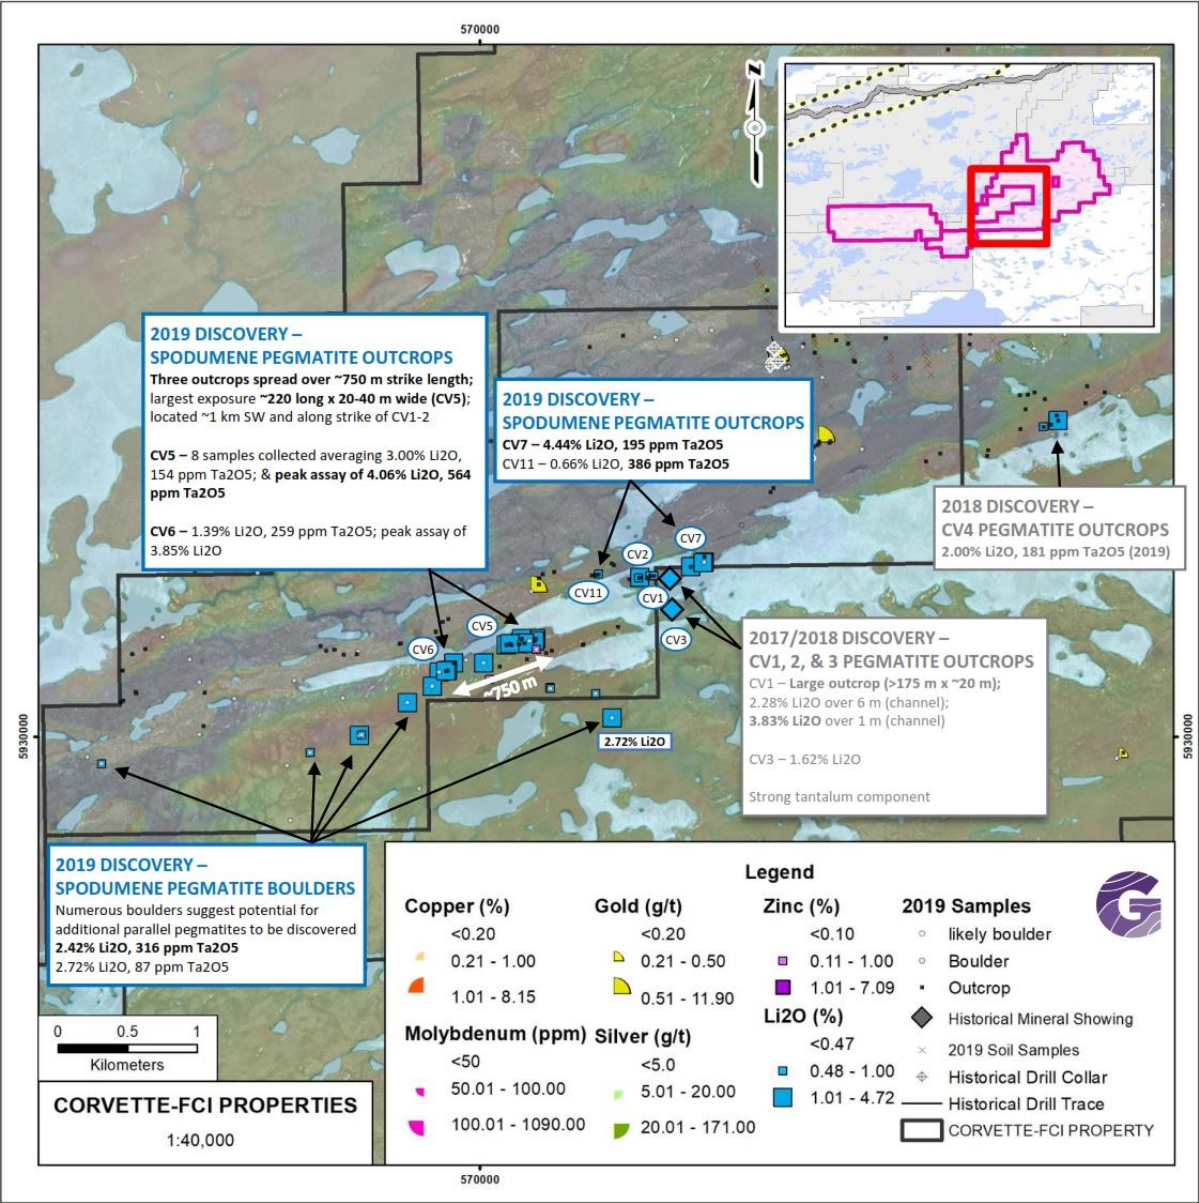 570000
N
2019 DISCOVERY –
SPODUMENE PEGMATITE OUTCROPS
Three outcrops spread over ~750 m strike length;
largest exposure ~220 long x 20-40 m wide (CV5);
located ~1 km SW and along strike of CV1-2
CV5 – 8 samples collected averaging 3.00% Li2O,
154 ppm Ta2O5; & peak assay of 4.06% Li2O, 564
ppm Ta2O5
CV6 – 1.39% Li2O, 259 ppm Ta2O5; peak assay of
3.85% Li2O
2019 DISCOVERY –
SPODUMENE PEGMATITE OUTCROPS
CV7 – 4.44% Li2O, 195 ppm Ta2O5
CV11 – 0.66% Li2O, 386 ppm Ta2O5
2018 DISCOVERY –
CV4 PEGMATITE OUTCROPS
2.00% Li2O, 181 ppm Ta2O5 (2019)
CV7
CV2
CV11
CV1
CV5
CV3
CV6
~750 m
2017/2018 DISCOVERY –
CV1, 2, & 3 PEGMATITE OUTCROPS
CV1 – Large outcrop (>175 m x ~20 m);
2.28% Li2O over 6 m (channel);
3.83% Li2O over 1 m (channel)
CV3 – 1.62% Li2O
Strong tantalum component
5930000
5930000
2.72% Li2O
2019 DISCOVERY –
SPODUMENE PEGMATITE BOULDERS
Numerous boulders suggest potential for
additional parallel pegmatites to be discovered
2.42% Li2O, 316 ppm Ta2O5
2.72% Li2O, 87 ppm Ta2O5
0 0.5 1
Kilometers
CORVETTE-FCI PROPERTIES
1:40,000
Legend
Copper (%)
<0.20
0.21 - 1.00
1.01 - 8.15
Molybdenum (ppm)
<50
50.01 - 100.00
100.01 - 1090.00
Gold (g/t)
<0.20
0.21 - 0.50
0.51 - 11.90
Silver (g/t)
<5.0
5.01 - 20.00
20.01 - 171.00
Zinc (%)
<0.10
0.11 - 1.00
1.01 - 7.09
Li2O (%)
<0.47
0.48 - 1.00
1.01 - 4.72
2019 Samples
likely boulder
Boulder
Outcrop
Historical Mineral Showing
2019 Soil Samples
Historical Drill Collar
Historical Drill Trace
CORVETTE-FCI PROPERTY
G
570000